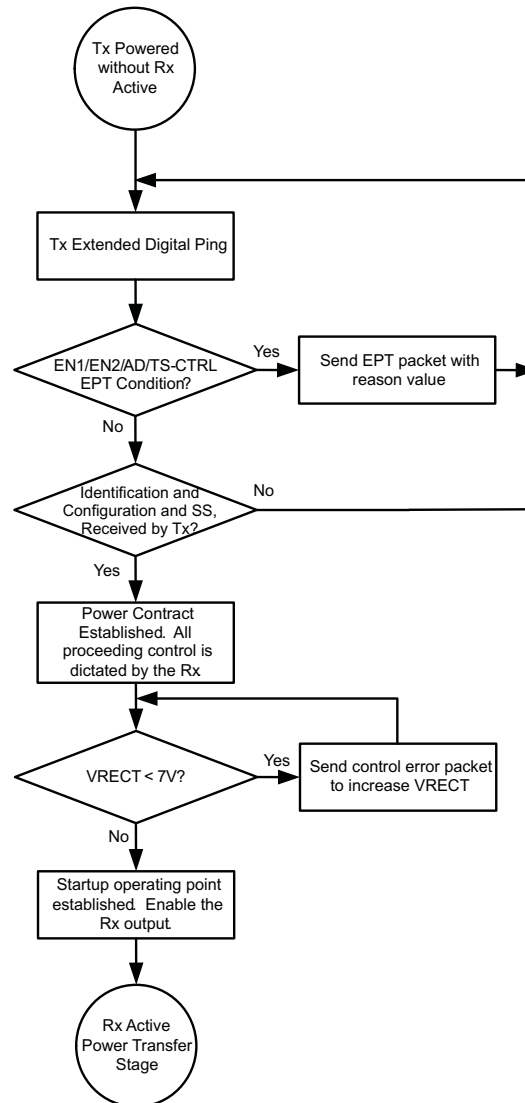 Tx Powered
without Rx
Active
Tx Extended Digital Ping
EN1/EN2/AD/TS-CTRL
EPT Condition?
Yes
Send EPT packet with
reason value
No
Identification and
Configuration and SS,
Received by Tx?
No
Yes
Power Contract
Established. All
proceeding control is
dictated by the Rx
VRECT < 7V?
Yes
Send control error packet
to increase VRECT
No
Startup operating point
established. Enable the
Rx output.
Rx Active
Power Transfer
Stage